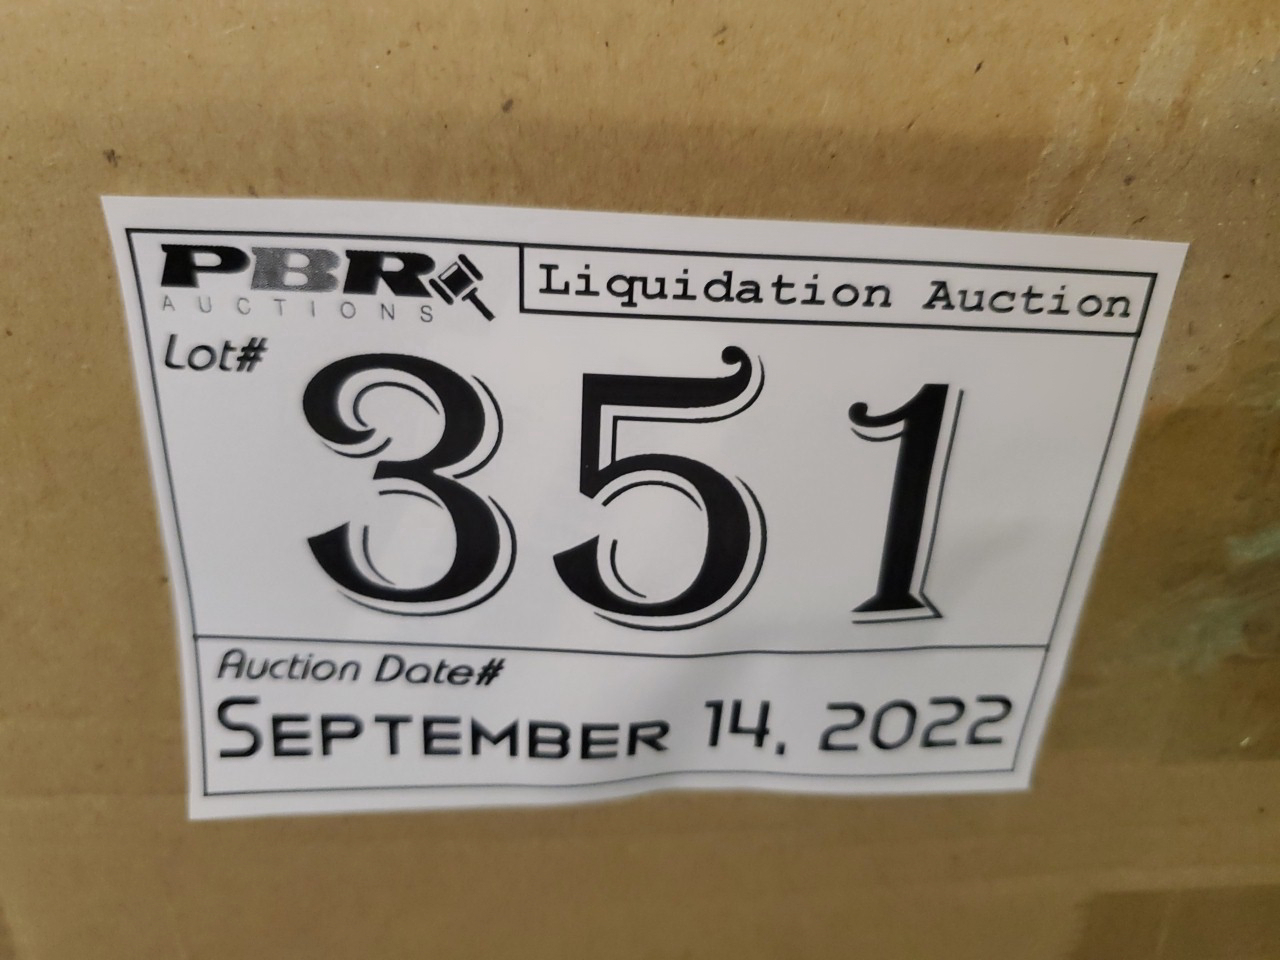 PBR
AUCTIONS
Liquidation Auction
Lot#
351
Auction Date#
September 14, 2022